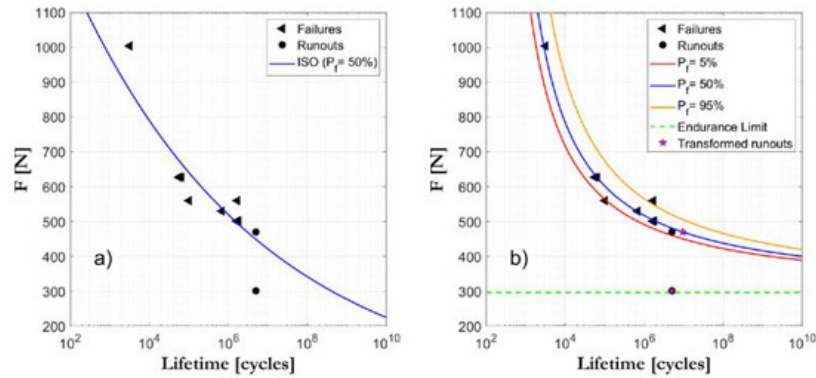 1100
1000
900
800
700
600
500
400
300
200
F [N]
Failures
Runouts
ISO (Pf= 50%)
a)
10^2
10^4
10^6
10^8
10^10
Lifetime [cycles]
1100
1000
900
800
700
600
500
400
300
200
F [N]
Failures
Runouts
Pf= 5%
Pf= 50%
Pf= 95%
Endurance Limit
Transformed runouts
b)
10^2
10^4
10^6
10^8
10^10
Lifetime [cycles]